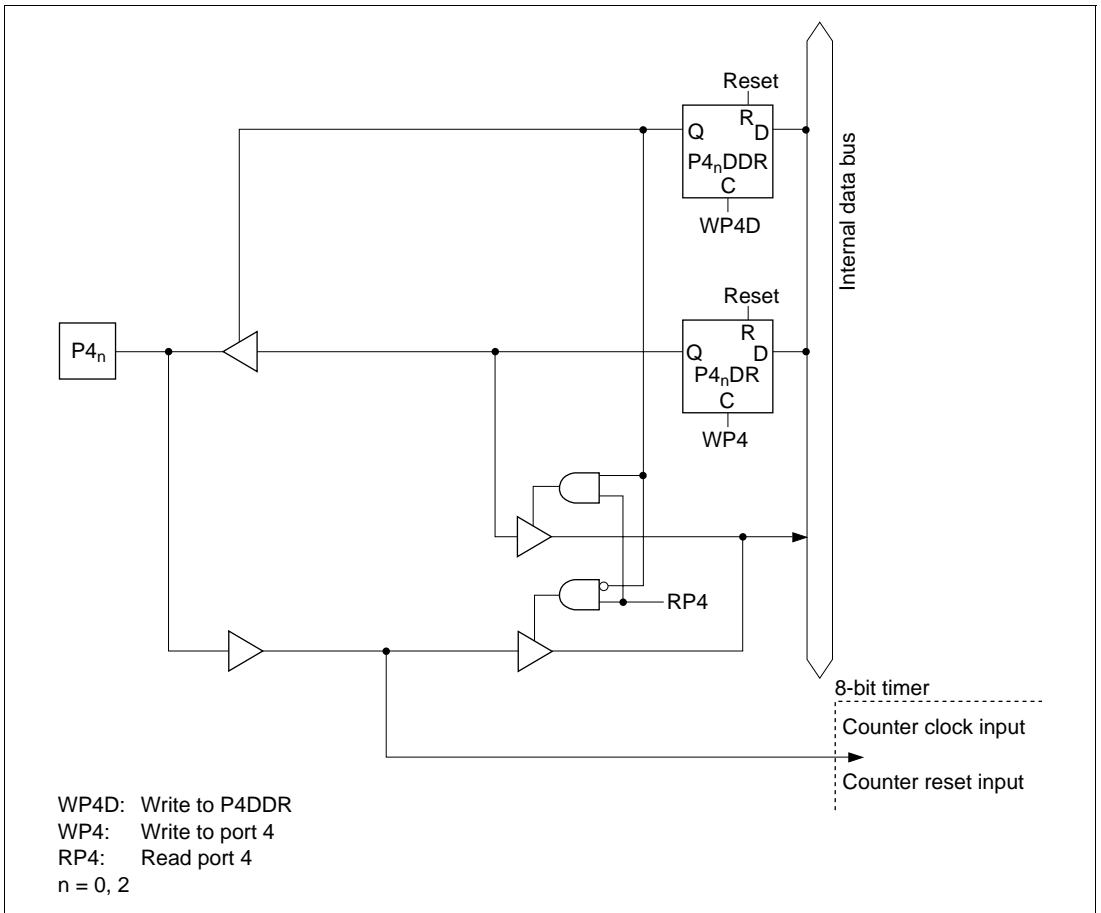 Reset
R
Q
D
P4nDDR
C
WP4D
Internal data bus
Reset
R
P4n
Q
D
P4nDR
C
WP4
RP4
8-bit timer
Counter clock input
Counter reset input
WP4D: Write to P4DDR
WP4: Write to port 4
RP4: Read port 4
n = 0, 2